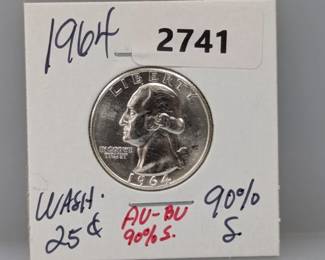 1964
2741
LIBERTY
IN GOD WE
TRUST
1964
WASH.
25¢
AU-BU
90% S.
90%
S.